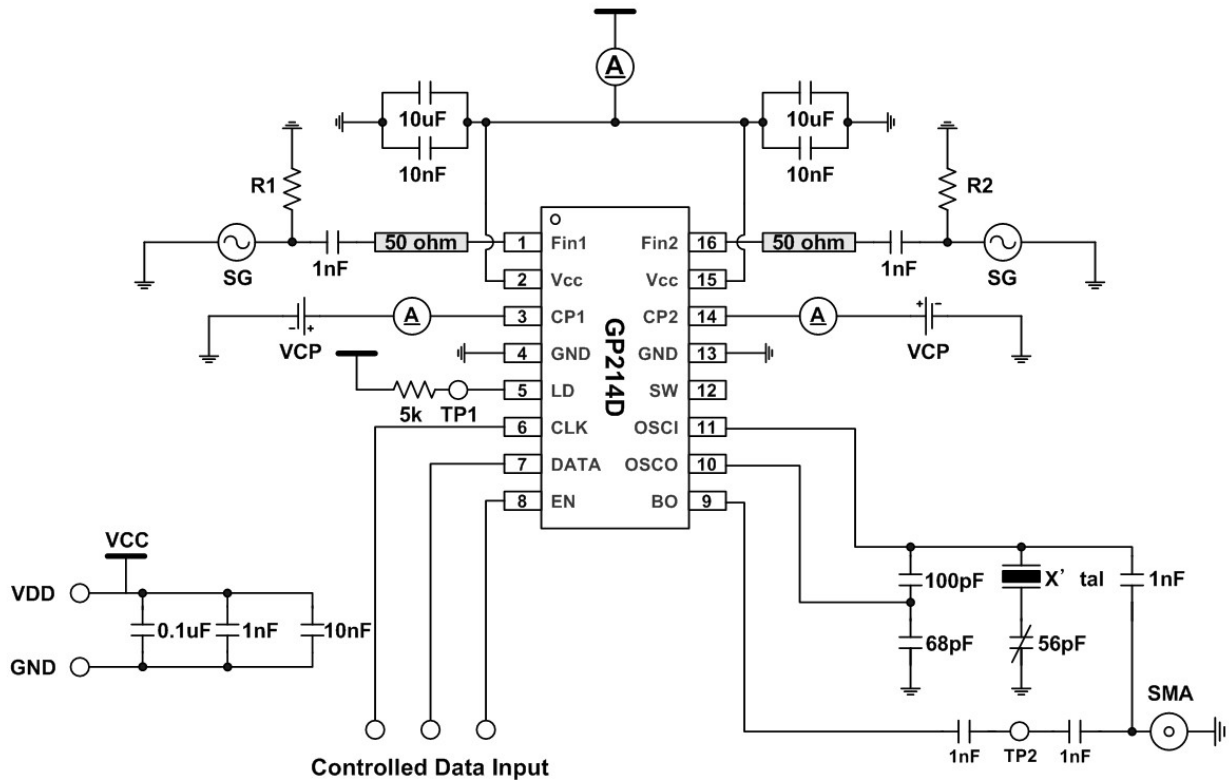 A
10uF
10nF
10uF
10nF
R1
R2
50 ohm
1nF
SG
50 ohm
1nF
SG
1 Fin1
2 Vcc
3 CP1
4 GND
5 LD
6 CLK
7 DATA
8 EN
GP214D
Fin2 16
Vcc 15
CP2 14
GND 13
SW 12
OSCI 11
OSCO 10
BO 9
A
- +
VCP
A
+ -
VCP
5k
TP1
VCC
VDD
GND
0.1uF
1nF
10nF
100pF
X' tal
1nF
68pF
56pF
SMA
1nF
TP2
1nF
Controlled Data Input